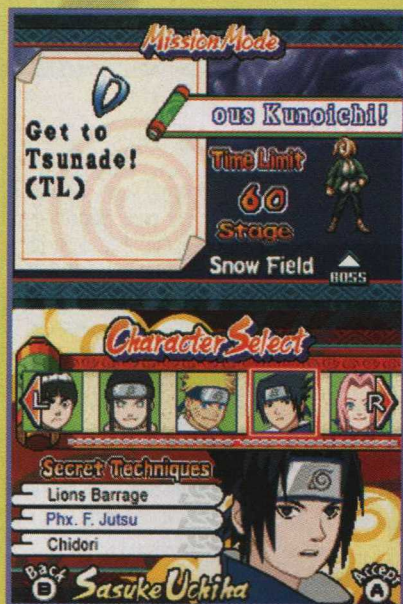 Mission Mode
Get to
Tsunade!
(TL)
ous Kunoichi!
Time Limit
60
Stage
Snow Field
BOSS
Character Select
L
R
Secret Techniques
Lions Barrage
Phx. F. Jutsu
Chidori
Back
B
Sasuke Uchiha
Accept
A